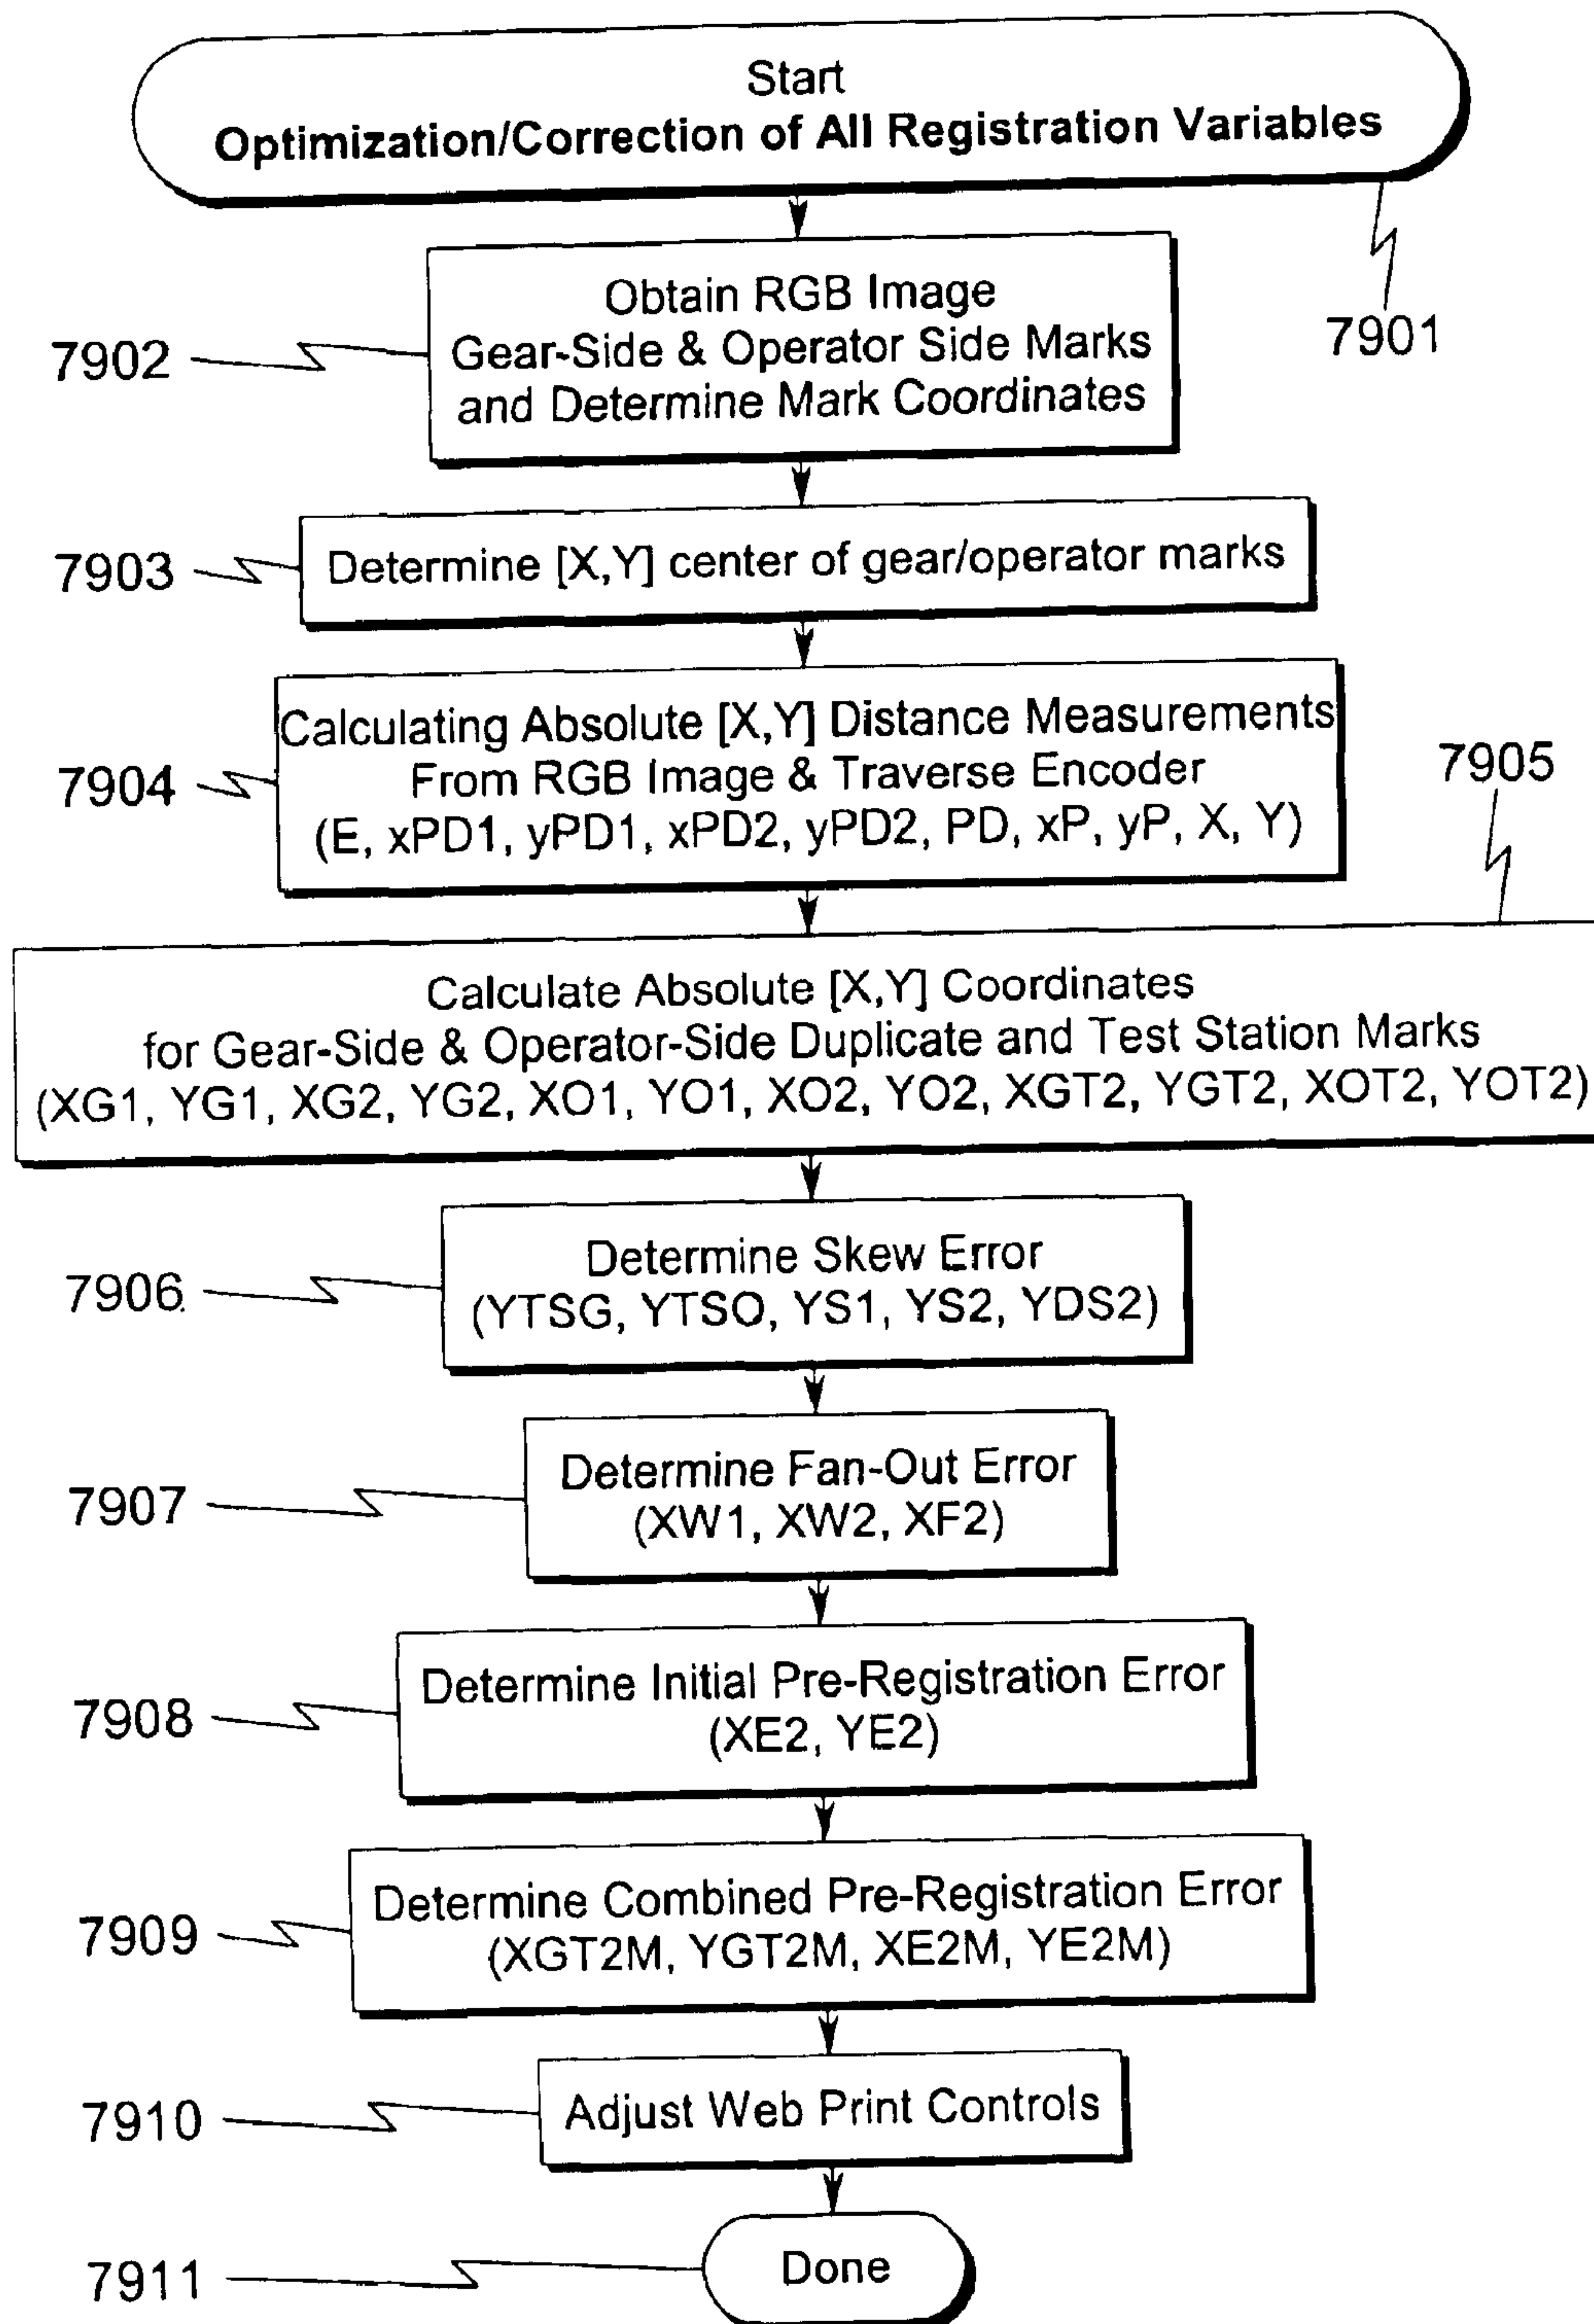 Start
Optimization/Correction of All Registration Variables
7901
7902
Obtain RGB Image
Gear-Side & Operator Side Marks
and Determine Mark Coordinates
7903
Determine [X,Y] center of gear/operator marks
7904
Calculating Absolute [X,Y] Distance Measurements
From RGB Image & Traverse Encoder
(E, xPD1, yPD1, xPD2, yPD2, PD, xP, yP, X, Y)
7905
Calculate Absolute [X,Y] Coordinates
for Gear-Side & Operator-Side Duplicate and Test Station Marks
(XG1, YG1, XG2, YG2, XO1, YO1, XO2, YO2, XGT2, YGT2, XOT2, YOT2)
7906
Determine Skew Error
(YTSG, YTSO, YS1, YS2, YDS2)
7907
Determine Fan-Out Error
(XW1, XW2, XF2)
7908
Determine Initial Pre-Registration Error
(XE2, YE2)
7909
Determine Combined Pre-Registration Error
(XGT2M, YGT2M, XE2M, YE2M)
7910
Adjust Web Print Controls
7911
Done